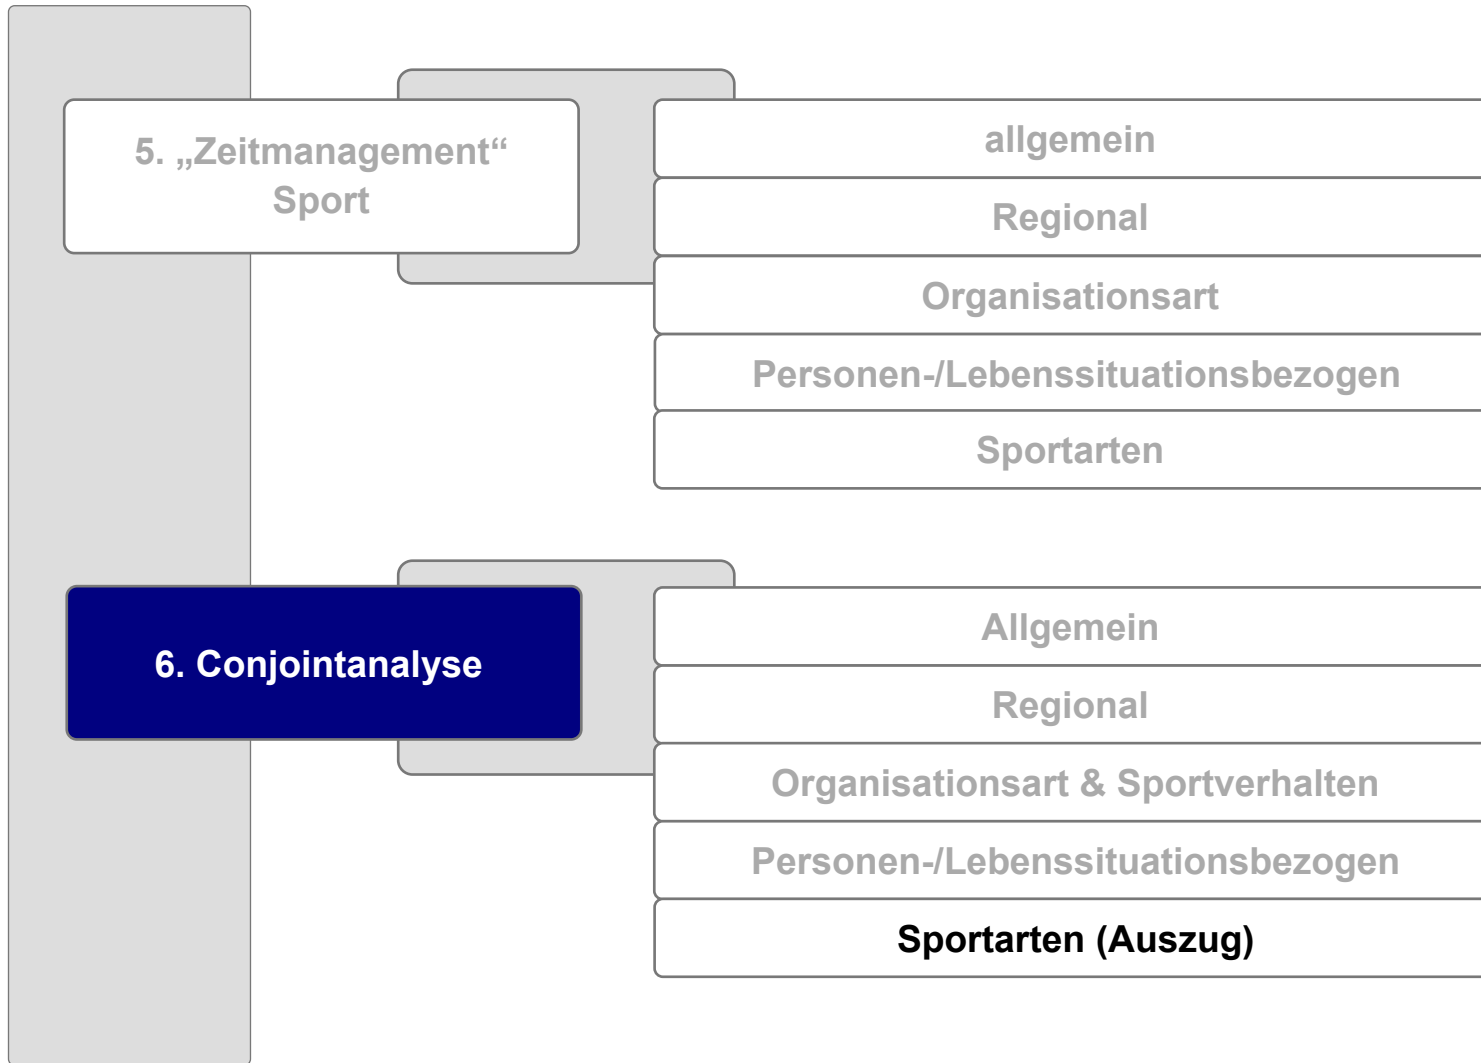 5. „Zeitmanagement“
Sport
allgemein
Regional
Organisationsart
Personen-/Lebenssituationsbezogen
Sportarten
6. Conjointanalyse
Allgemein
Regional
Organisationsart & Sportverhalten
Personen-/Lebenssituationsbezogen
Sportarten (Auszug)